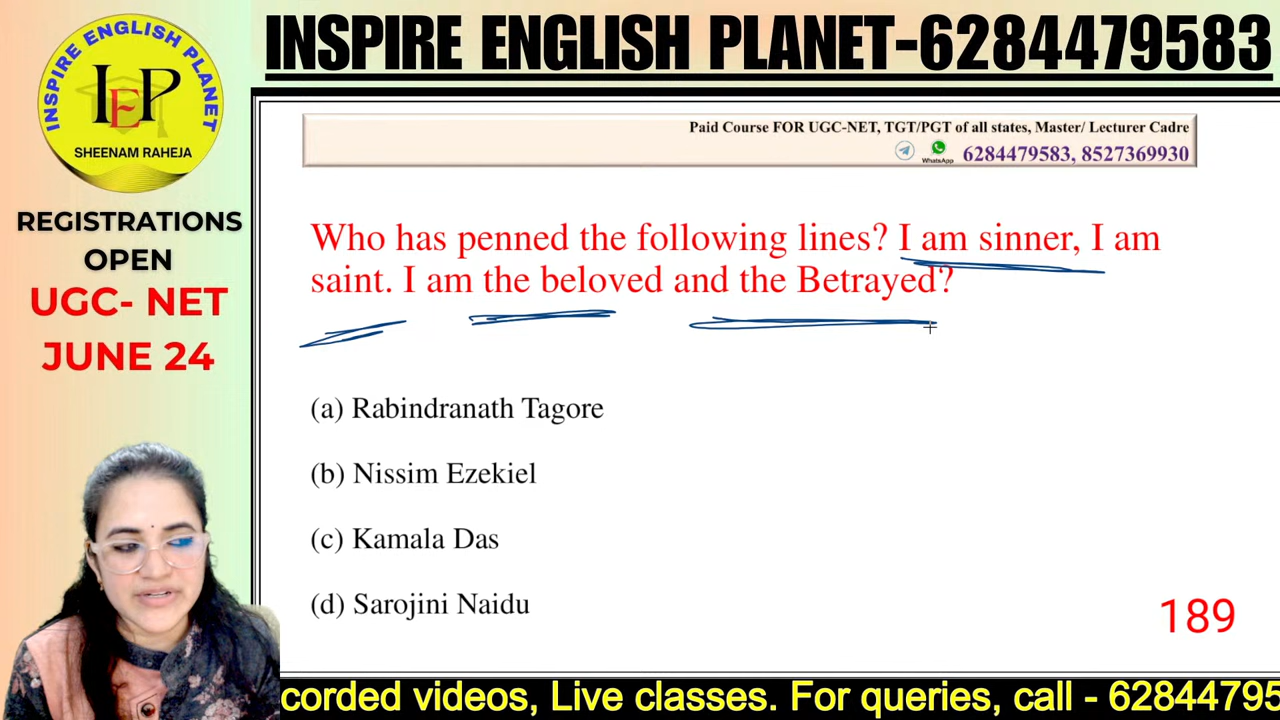 INSPIRE ENGLISH PLANET
IEP
SHEENAM RAHEJA
INSPIRE ENGLISH PLANET-6284479583
REGISTRATIONS
OPEN
UGC- NET
JUNE 24
Paid Course FOR UGC-NET, TGT/PGT of all states, Master/ Lecturer Cadre
WhatsApp 6284479583, 8527369930
Who has penned the following lines? I am sinner, I am
saint. I am the beloved and the Betrayed?
(a) Rabindranath Tagore
(b) Nissim Ezekiel
(c) Kamala Das
(d) Sarojini Naidu
189
corded videos, Live classes. For queries, call - 62844795